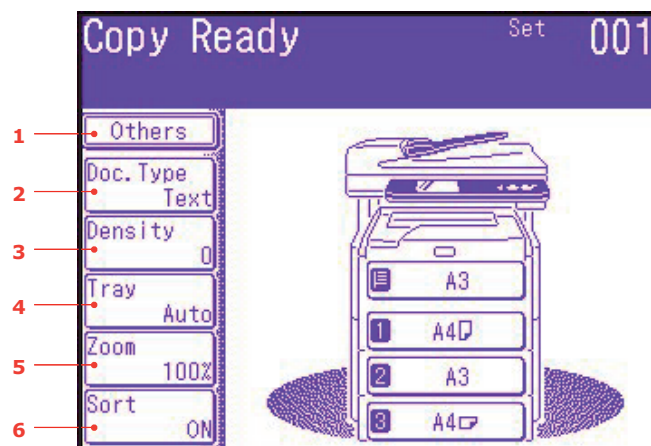 Copy Ready Set 001
1 Others
2 Doc.Type
Text
3 Density
0
4 Tray
Auto
5 Zoom
100%
6 Sort
ON
A3
1 A4
2 A3
3 A4